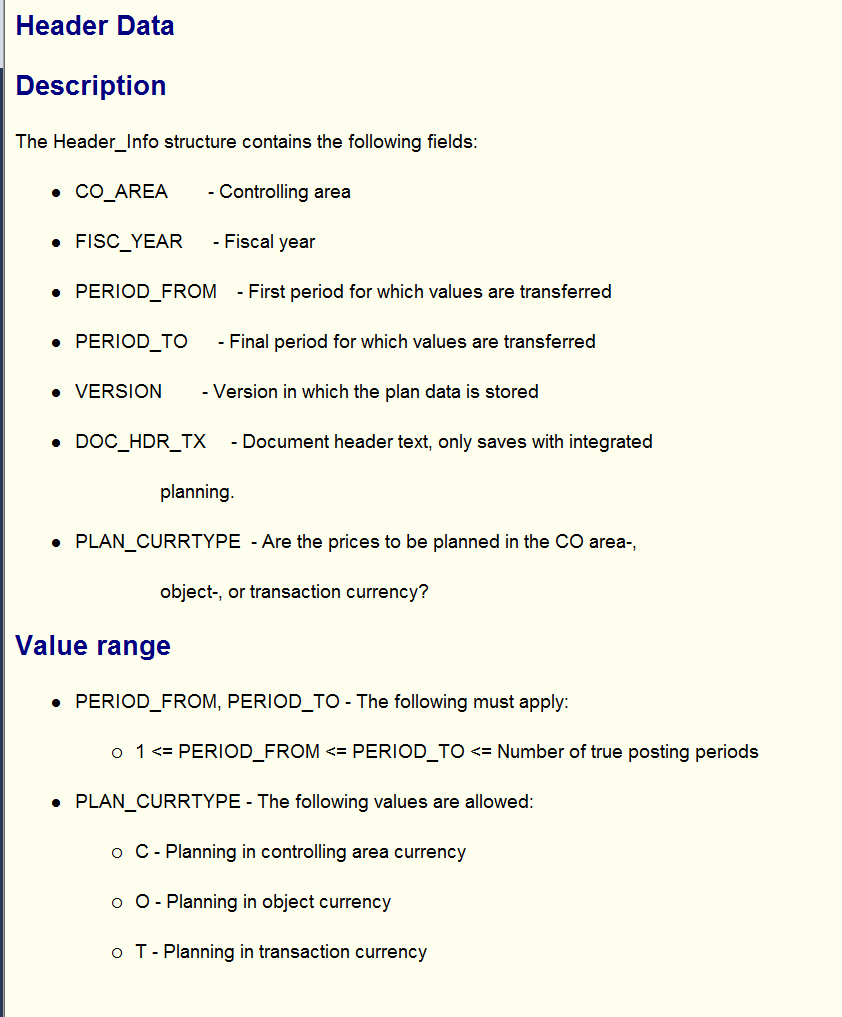 Header Data
Description
The Header_Info structure contains the following fields:
● CO_AREA - Controlling area
● FISC_YEAR - Fiscal year
● PERIOD_FROM - First period for which values are transferred
● PERIOD_TO - Final period for which values are transferred
● VERSION - Version in which the plan data is stored
● DOC_HDR_TX - Document header text, only saves with integrated
planning.
● PLAN_CURRTYPE - Are the prices to be planned in the CO area-,
object-, or transaction currency?
Value range
● PERIOD_FROM, PERIOD_TO - The following must apply:
○ 1 <= PERIOD_FROM <= PERIOD_TO <= Number of true posting periods
● PLAN_CURRTYPE - The following values are allowed:
○ C - Planning in controlling area currency
○ O - Planning in object currency
○ T - Planning in transaction currency